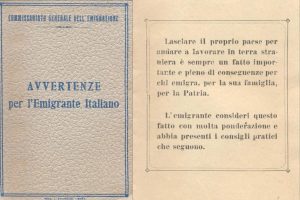 COMMISSARIATO GENERALE DELL'EMIGRAZIONE
AVVERTENZE
per l'Emigrante Italiano
Lasciare il proprio paese per
andare a lavorare in terra stra-
niera è sempre un fatto impor-
tante e pieno di conseguenze per
chi emigra, per la sua famiglia,
per la Patria.
L'emigrante consideri questo
fatto con molta ponderazione e
abbia presenti i consigli pratici
che seguono.